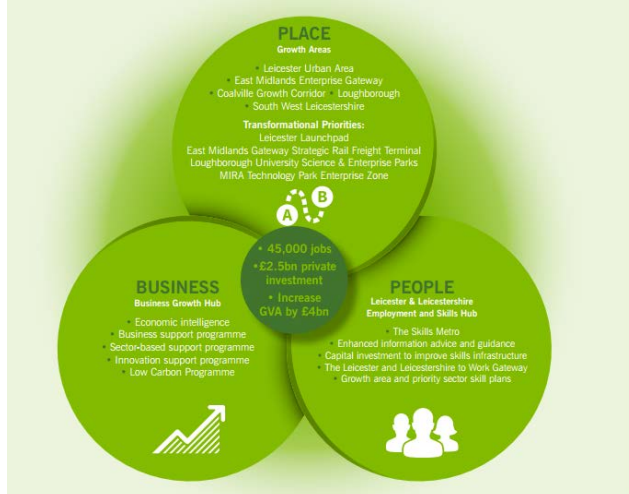 PLACE
Growth Areas
• Leicester Urban Area
• East Midlands Enterprise Gateway
• Coalville Growth Corridor • Loughborough
• South West Leicestershire
Transformational Priorities:
Leicester Launchpad
East Midlands Gateway Strategic Rail Freight Terminal
Loughborough University Science & Enterprise Parks
MIRA Technology Park Enterprise Zone
A B
• 45,000 jobs
•£2.5bn private
investment
• Increase
GVA by £4bn
BUSINESS
Business Growth Hub
• Economic intelligence
• Business support programme
• Sector-based support programme
• Innovation support programme
• Low Carbon Programme
PEOPLE
Leicester & Leicestershire
Employment and Skills Hub
• The Skills Metro
• Enhanced information advice and guidance
• Capital investment to improve skills infrastructure
• The Leicester and Leicestershire to Work Gateway
• Growth area and priority sector skill plans